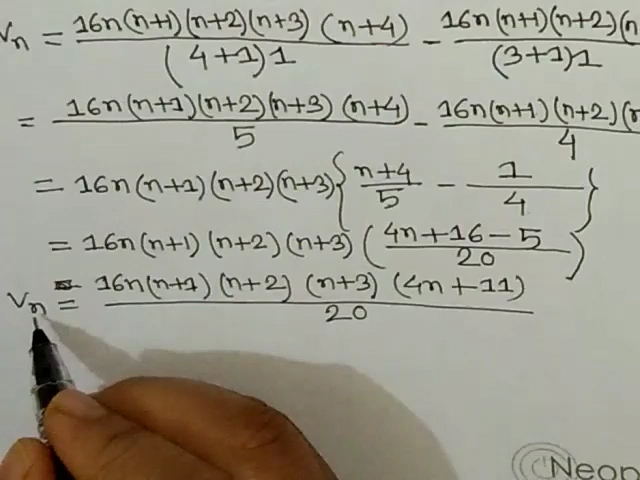 Vn = 16n(n+1)(n+2)(n+3)(n+4) / (4+1)1 - 16n(n+1)(n+2)(n / (3+1)1
= 16n(n+1)(n+2)(n+3)(n+4) / 5 - 16n(n+1)(n+2)( / 4
= 16n(n+1)(n+2)(n+3){ n+4 / 5 - 1 / 4 }
= 16n(n+1)(n+2)(n+3)( 4n+16-5 / 20 )
Vn = 16n(n+1)(n+2)(n+3)(4n+11) / 20
Neon